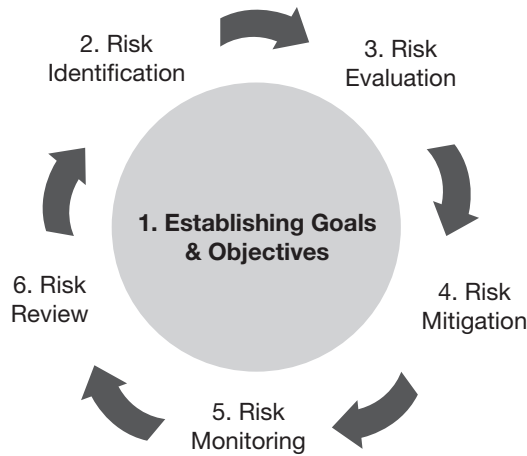 2. Risk
Identification
3. Risk
Evaluation
1. Establishing Goals
& Objectives
4. Risk
Mitigation
5. Risk
Monitoring
6. Risk
Review